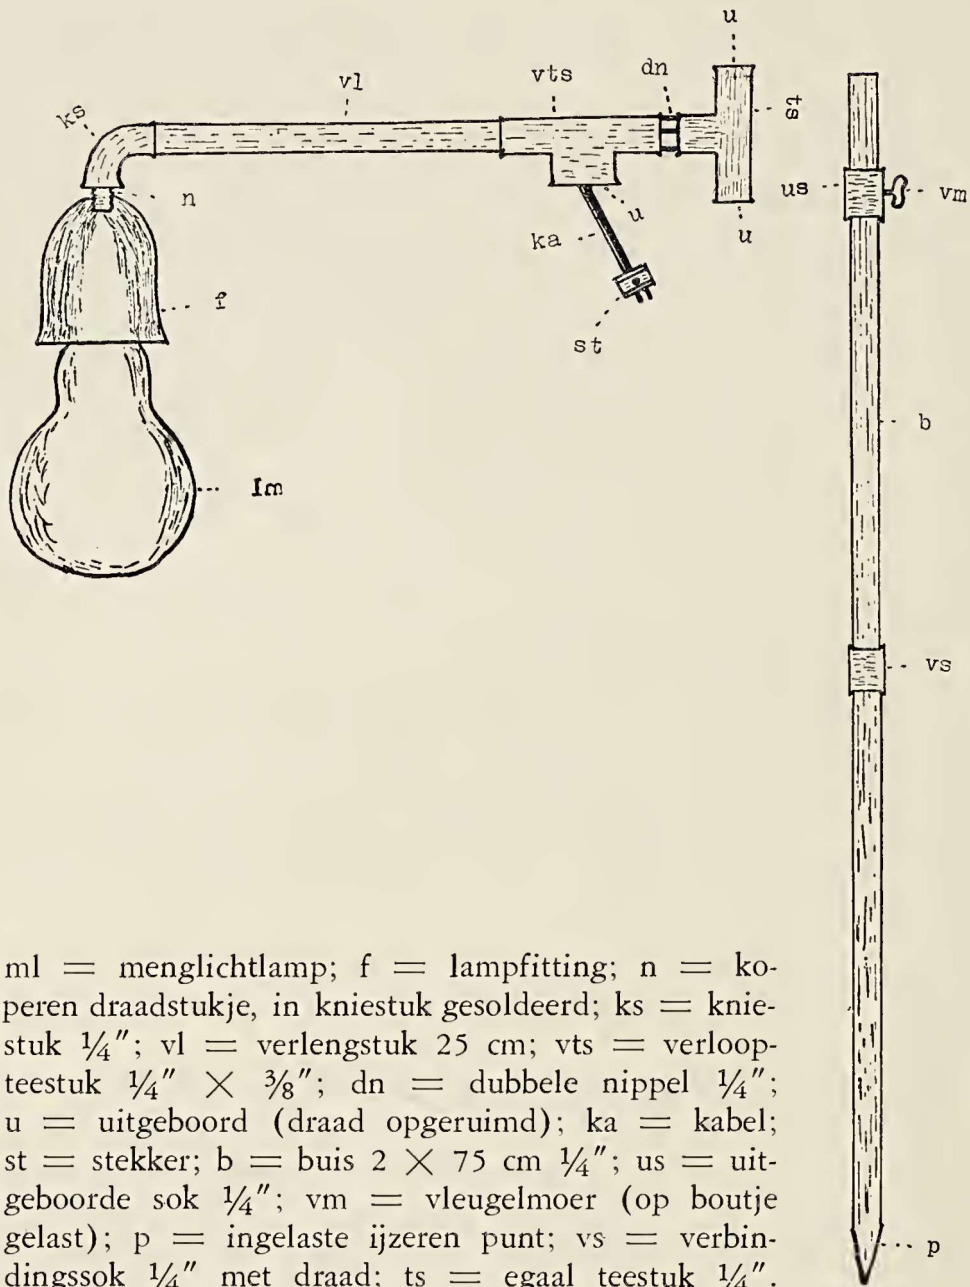 u
vl
vts
dn
ks
ts
n
us
vm
u
ka
u
f
st
b
lm
vs
ml = menglichtlamp; f = lampfitting; n = ko-
peren draadstukje, in kniestuk gesoldeerd; ks = knie-
stuk ¼″; vl = verlengstuk 25 cm; vts = verloop-
teestuk ¼″ × ⅜″; dn = dubbele nippel ¼″;
u = uitgeboord (draad opgeruimd); ka = kabel;
st = stekker; b = buis 2 × 75 cm ¼″; us = uit-
geboorde sok ¼″; vm = vleugelmoer (op boutje
gelast); p = ingelaste ijzeren punt; vs = verbin-
dingssok ¼″ met draad; ts = egaal teestuk ¼″.
p